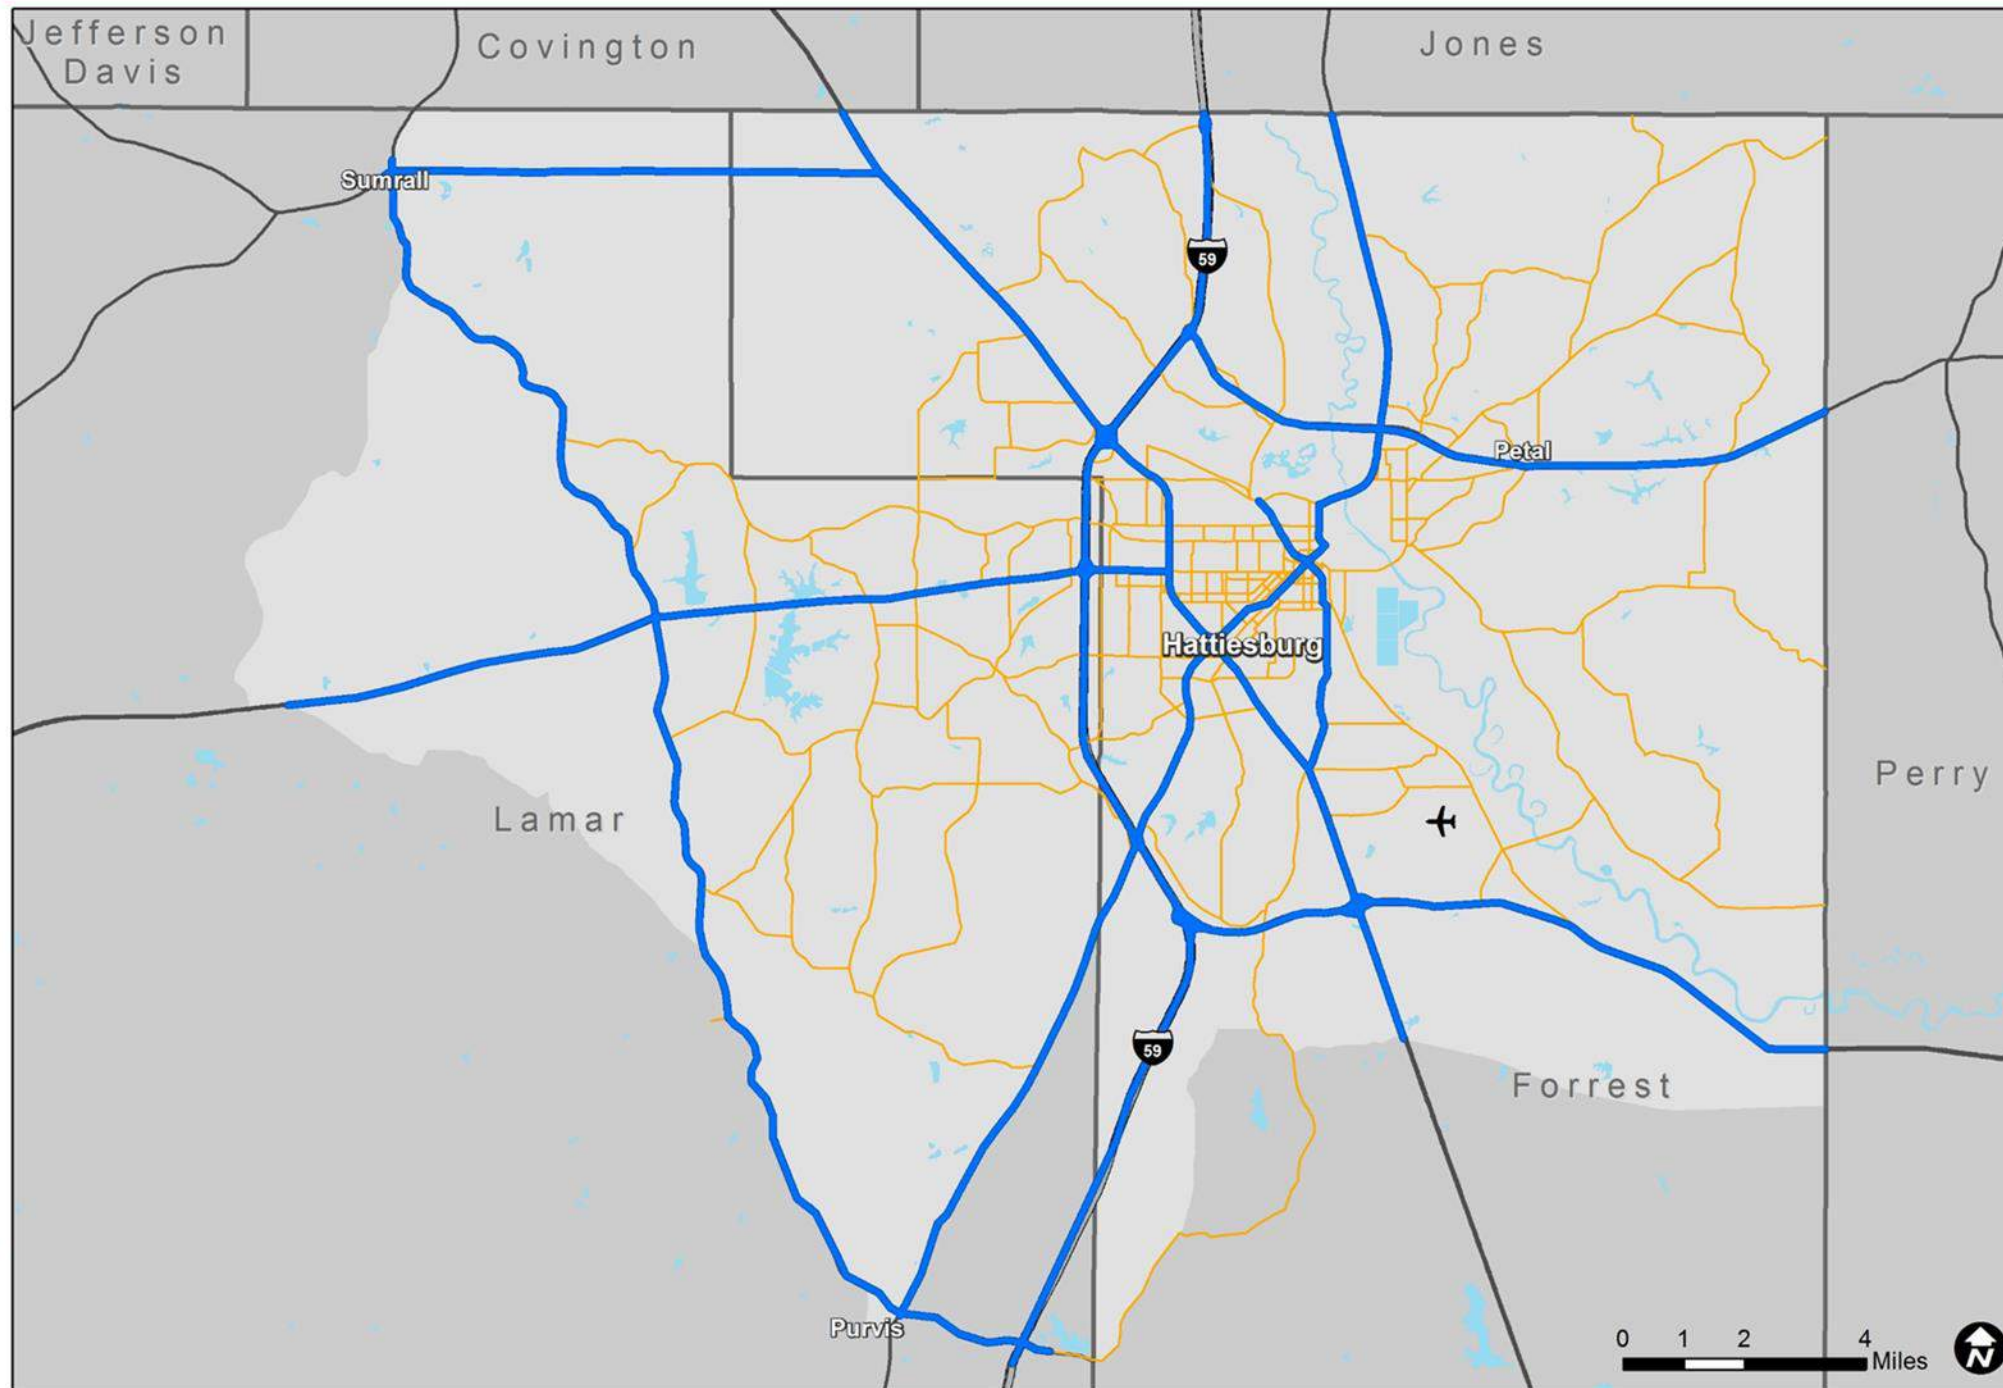 Jefferson
Davis
Covington
Jones
Sumrall
59
Petal
Hattiesburg
Perry
Lamar
59
Forrest
Purvis
0 1 2 4
Miles
N